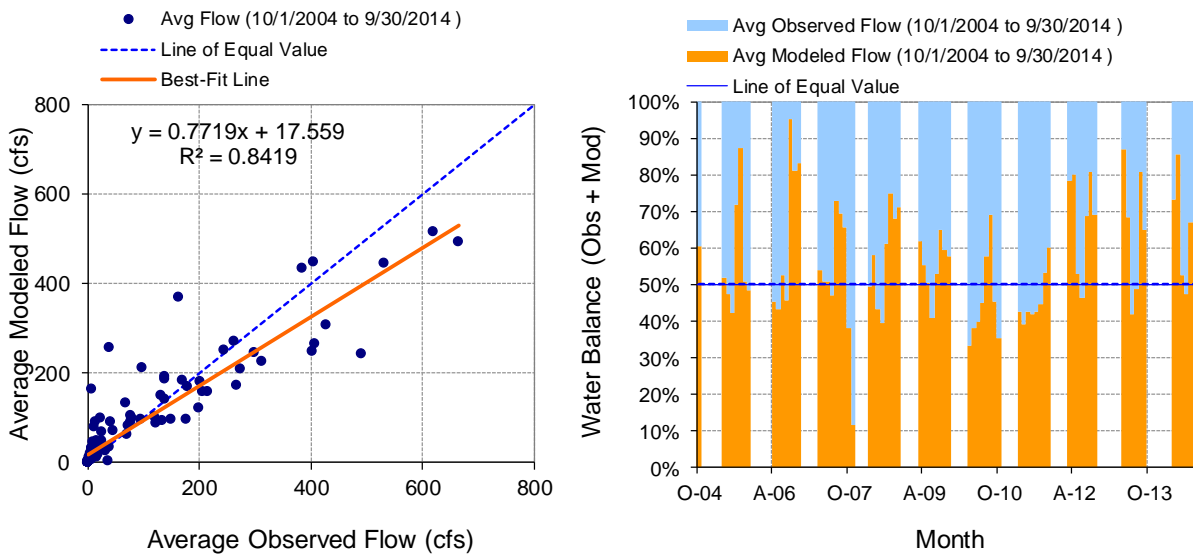 Avg Flow (10/1/2004 to 9/30/2014 )
Line of Equal Value
Best-Fit Line
y = 0.7719x + 17.559
R² = 0.8419
800
600
400
200
0
0
200
400
600
800
Average Modeled Flow (cfs)
Average Observed Flow (cfs)
Avg Observed Flow (10/1/2004 to 9/30/2014 )
Avg Modeled Flow (10/1/2004 to 9/30/2014 )
Line of Equal Value
100%
90%
80%
70%
60%
50%
40%
30%
20%
10%
0%
O-04
A-06
O-07
A-09
O-10
A-12
O-13
Water Balance (Obs + Mod)
Month